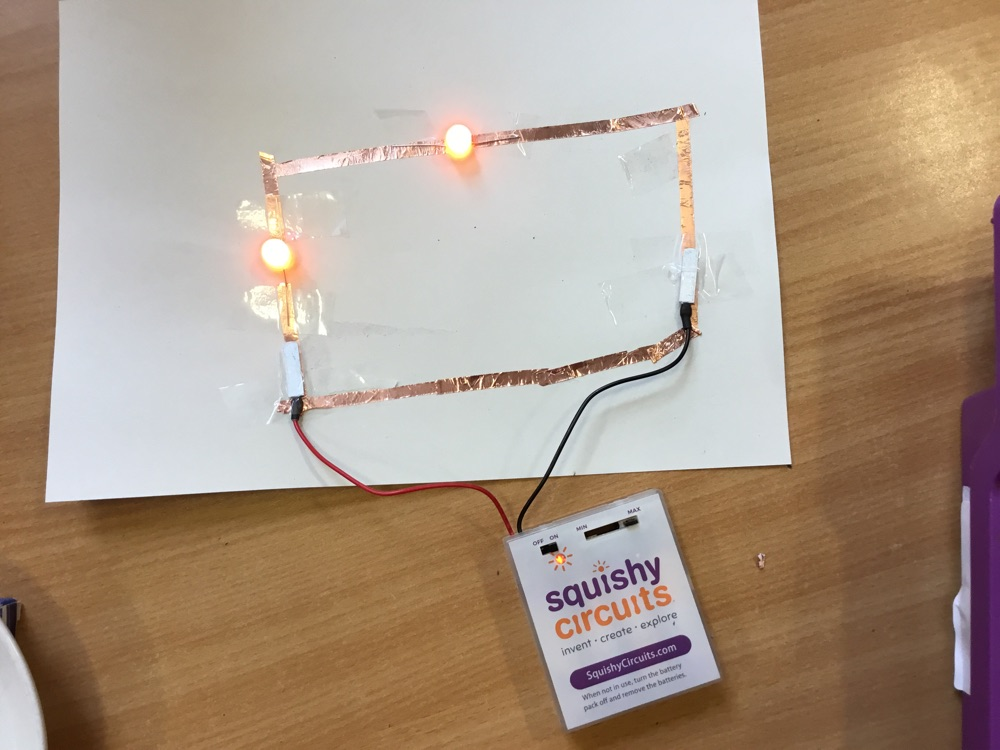 OFF ON MIN MAX
squishy
circuits
invent • create • explore
SquishyCircuits.com
When not in use, turn the battery
pack off and remove the batteries.